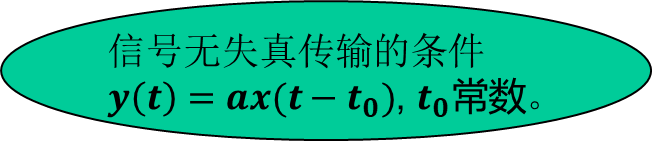 信号无失真传输的条件
y(t) = ax(t − t₀), t₀常数。